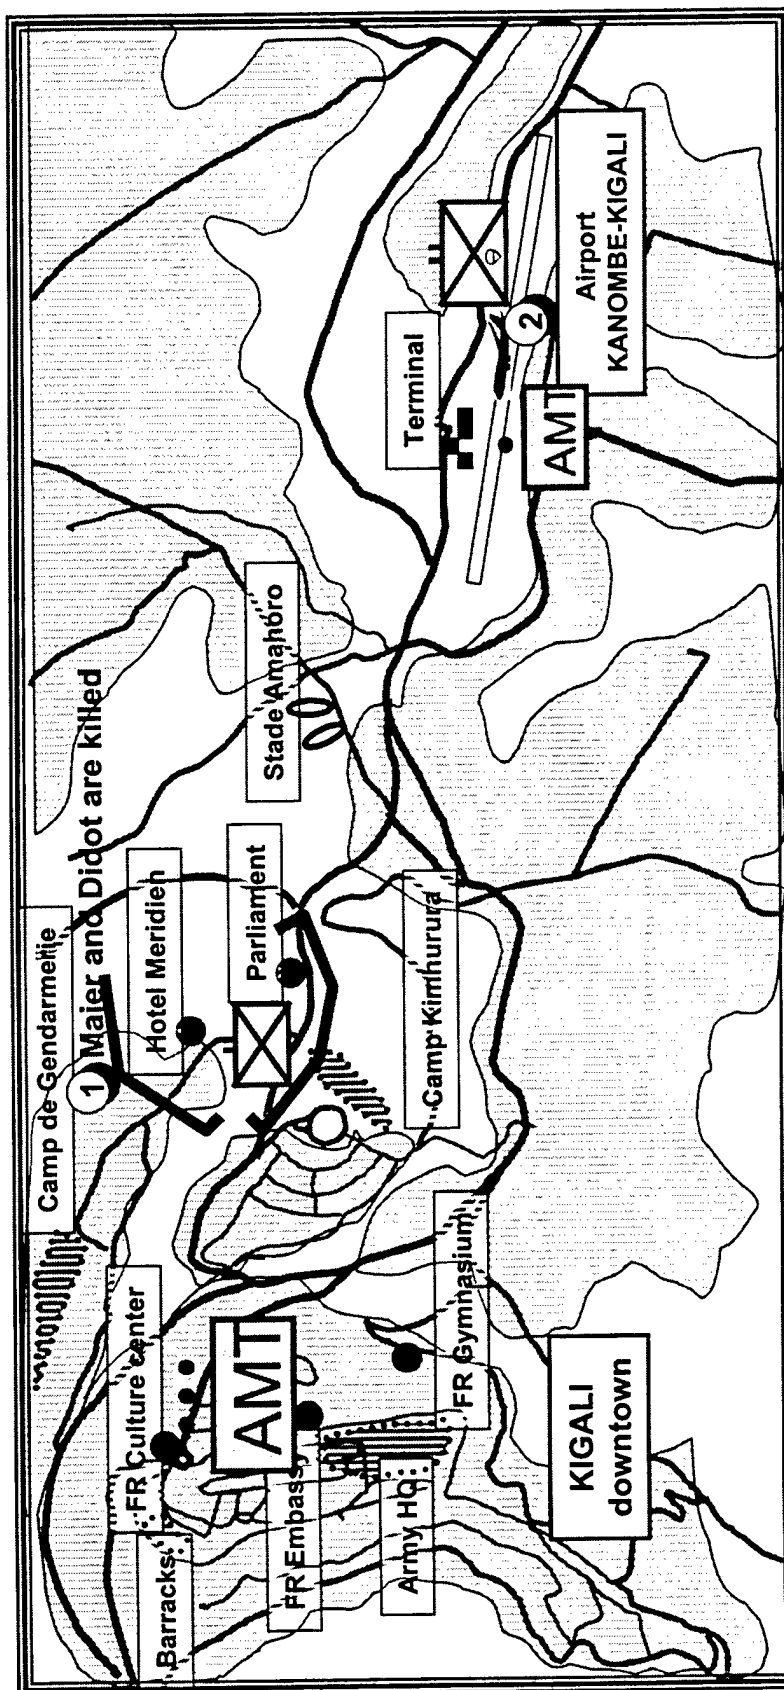 Camp de Gendarmerie
1 Maier and Didot are killed
Hotel Meridien
Parliament
Stade Amahoro
Terminal
2
Airport
KANOMBE-KIGALI
AMT
Camp Kimhurura
FR Culture center
AMT
FR Gymnasium
Barracks
FR Embassy
Army HQ
KIGALI
downtown